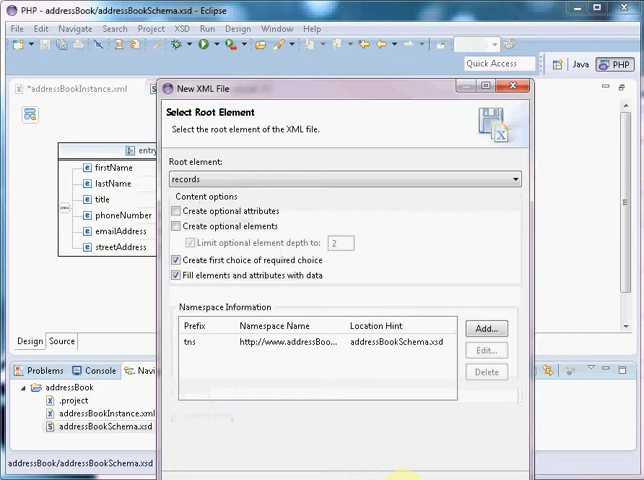 PHP - addressBook/addressBookSchema.xsd - Eclipse
File Edit Navigate Search Project XSD Run Design Window Help
Quick Access
Java
PHP
*addressBookInstance.xml
New XML File
Select Root Element
Select the root element of the XML file.
entry
firstName
lastName
title
phoneNumber
emailAddress
streetAddress
Root element:
records
Content options
Create optional attributes
Create optional elements
Limit optional element depth to: 2
Create first choice of required choice
Fill elements and attributes with data
Namespace Information
Prefix Namespace Name Location Hint
tns http://www.addressBoo... addressBookSchema.xsd
Add...
Edit...
Delete
Design Source
Problems Console Navi
addressBook
.project
addressBookInstance.xml
addressBookSchema.xsd
addressBook/addressBookSchema.xsd